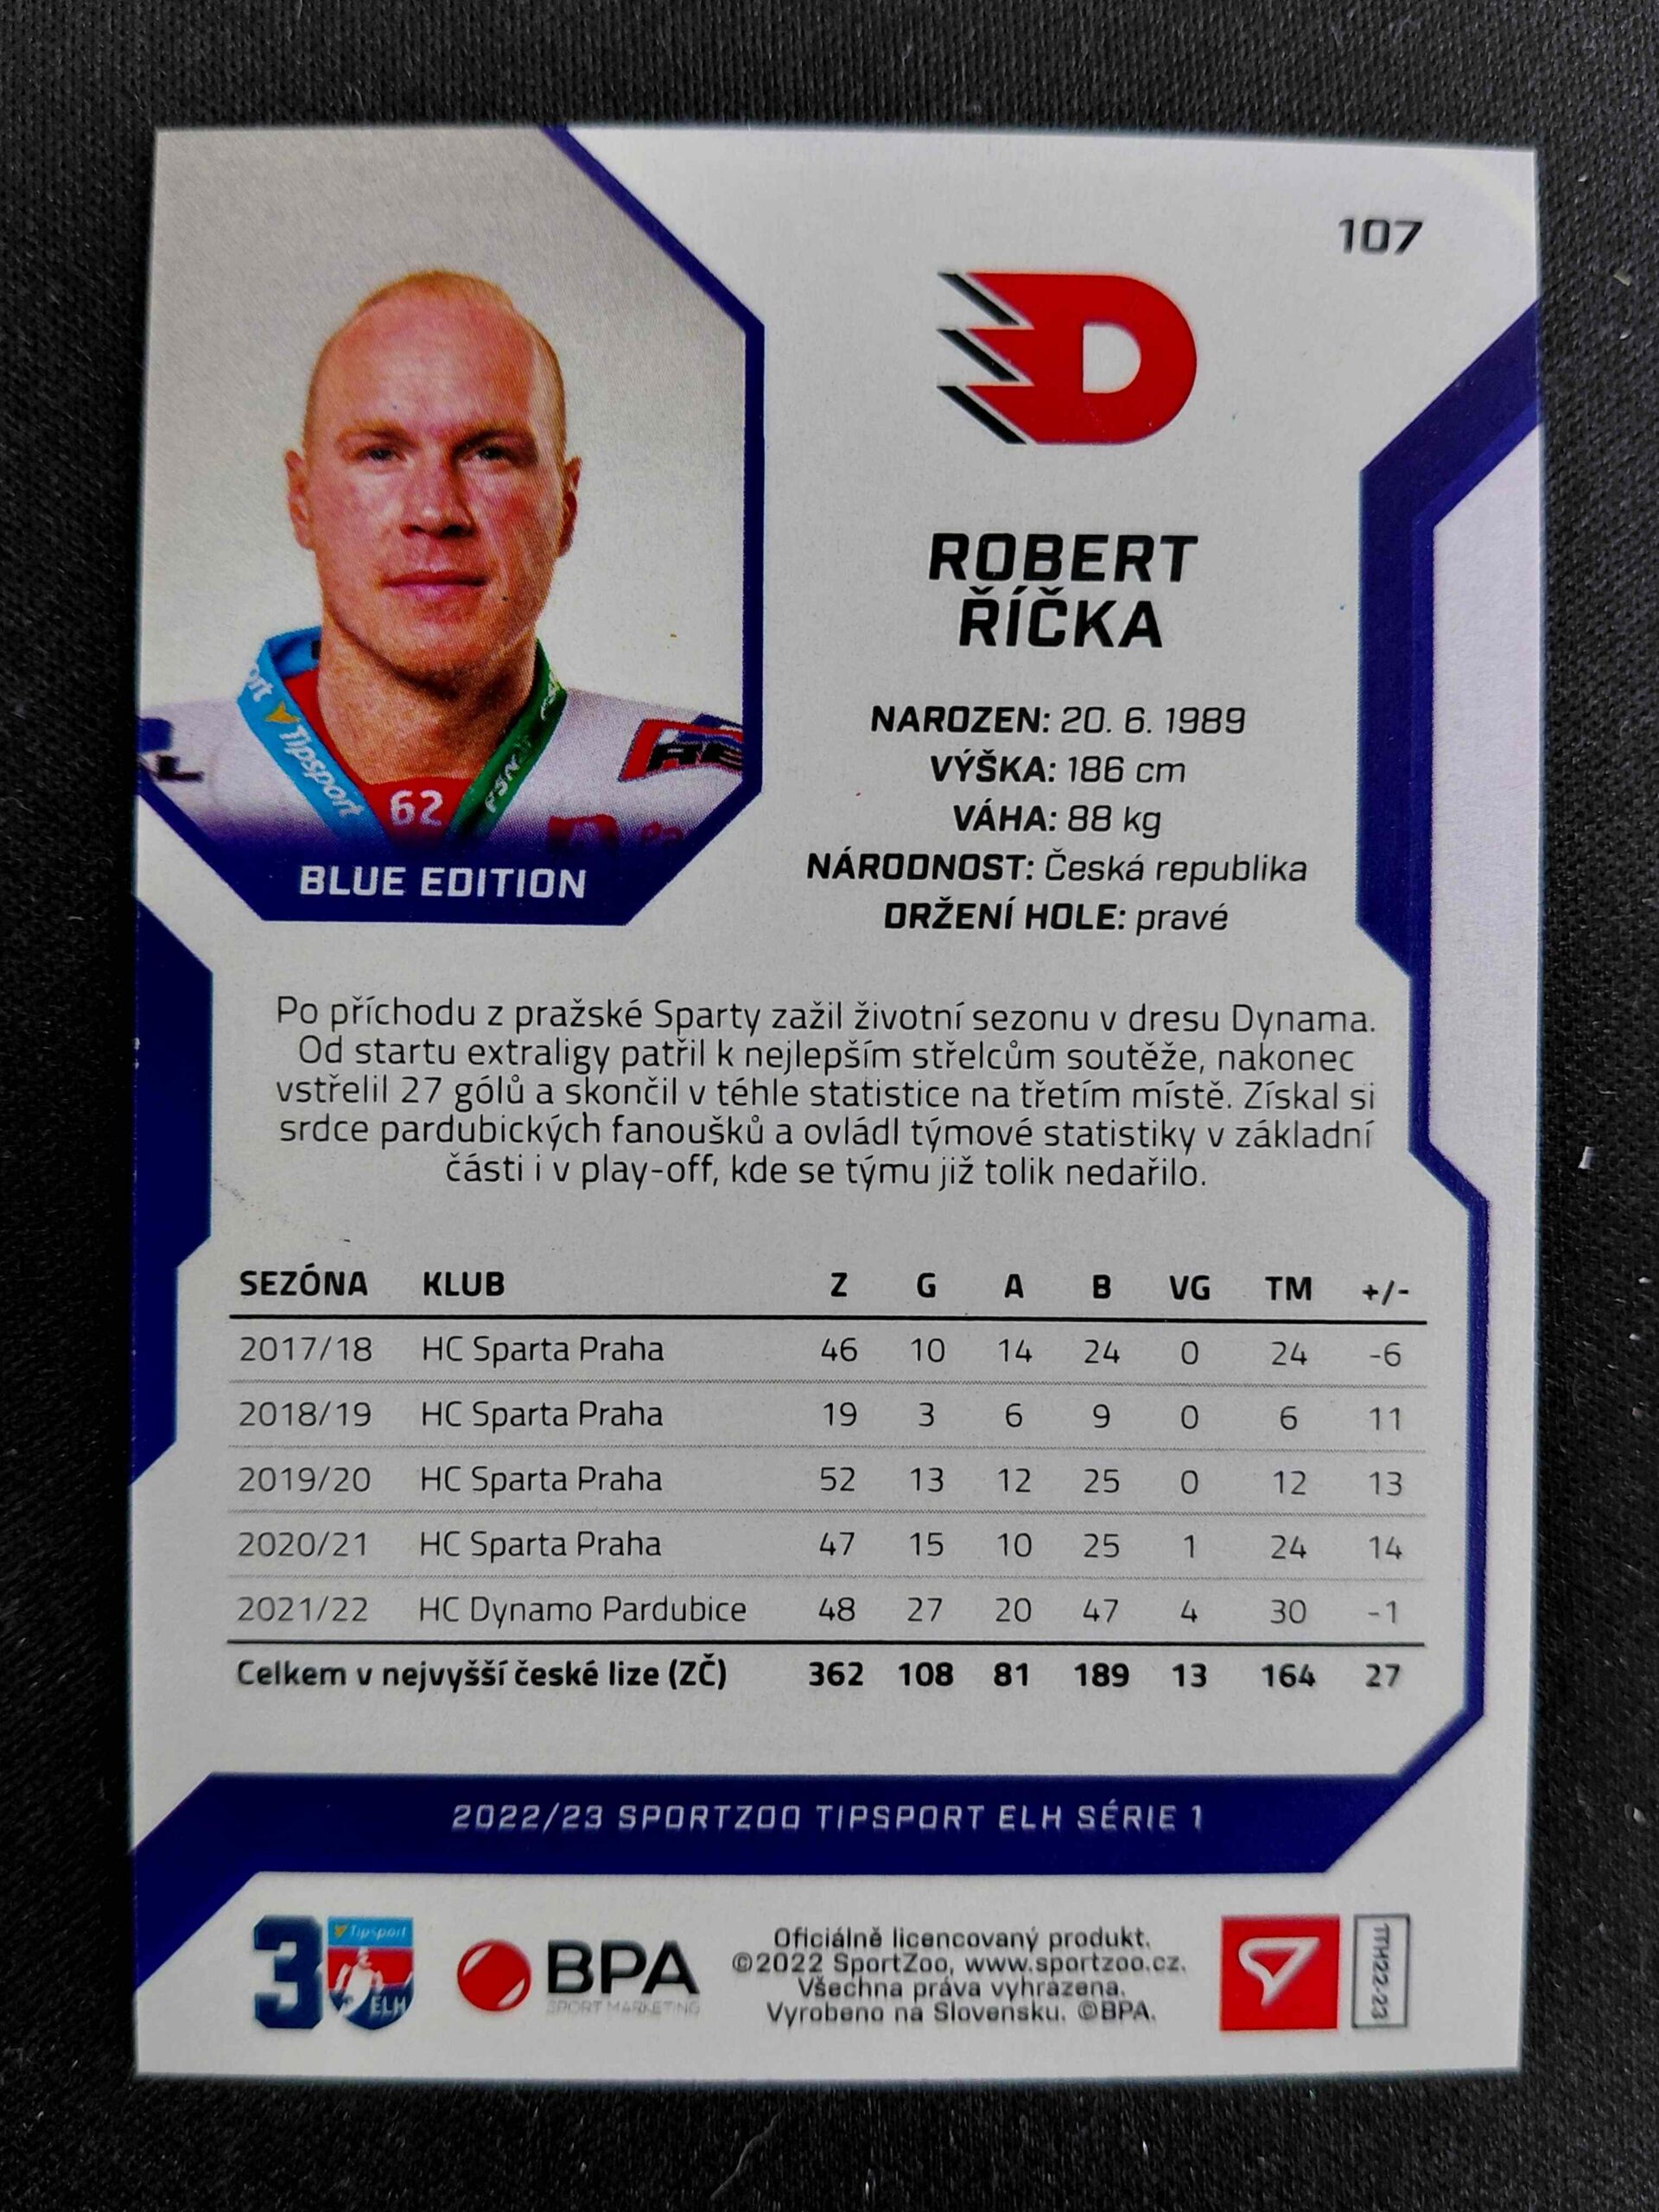 107
ROBERT
ŘÍČKA
NAROZEN: 20. 6. 1989
VÝŠKA: 186 cm
VÁHA: 88 kg
NÁRODNOST: Česká republika
DRŽENÍ HOLE: pravé
Tipsport
62
BLUE EDITION
Po příchodu z pražské Sparty zažil životní sezonu v dresu Dynama.
Od startu extraligy patřil k nejlepším střelcům soutěže, nakonec
vstřelil 27 gólů a skončil v téhle statistice na třetím místě. Získal si
srdce pardubických fanoušků a ovládl týmové statistiky v základní
části i v play-off, kde se týmu již tolik nedařilo.
SEZÓNA KLUB Z G A B VG TM +/-
2017/18 HC Sparta Praha 46 10 14 24 0 24 -6
2018/19 HC Sparta Praha 19 3 6 9 0 6 11
2019/20 HC Sparta Praha 52 13 12 25 0 12 13
2020/21 HC Sparta Praha 47 15 10 25 1 24 14
2021/22 HC Dynamo Pardubice 48 27 20 47 4 30 -1
Celkem v nejvyšší české lize (ZČ) 362 108 81 189 13 164 27
2022/23 SPORTZOO TIPSPORT ELH SÉRIE 1
3 Tipsport
ELH
BPA
SPORT MARKETING
Oficiálně licencovaný produkt.
©2022 SportZoo, www.sportzoo.cz.
Všechna práva vyhrazena.
Vyrobeno na Slovensku. ©BPA.
TTH22-23